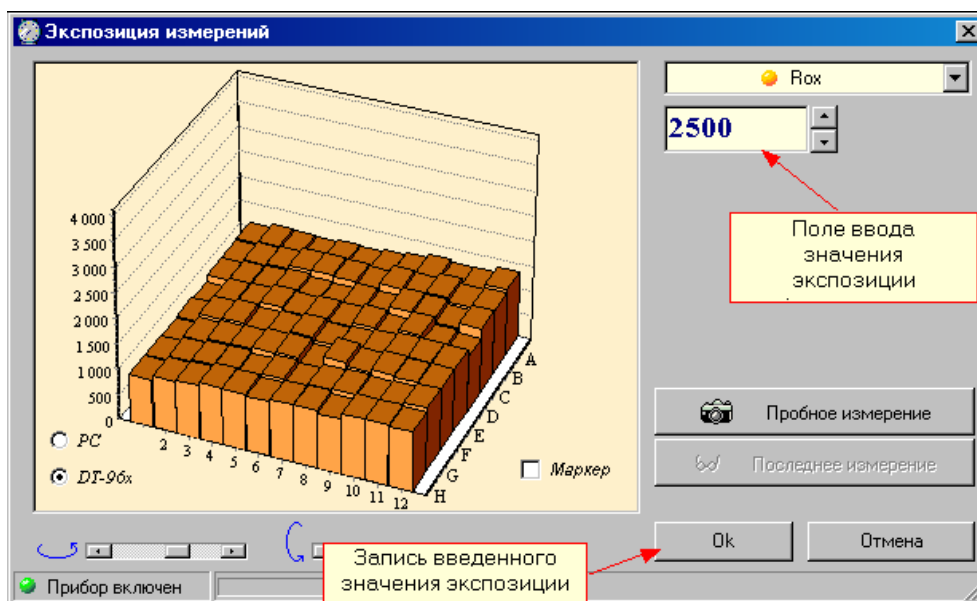 Экспозиция измерений
Rox
2500
Поле ввода
значения
экспозиции
4 000
3 500
3 000
2 500
2 000
1 500
1 000
500
0
2 3 4 5 6 7 8 9 10 11 12
A
B
C
D
E
F
G
H
PC
DT-96x
Маркер
Пробное измерение
Последнее измерение
Ok
Отмена
Запись введенного
значения экспозиции
Прибор включен